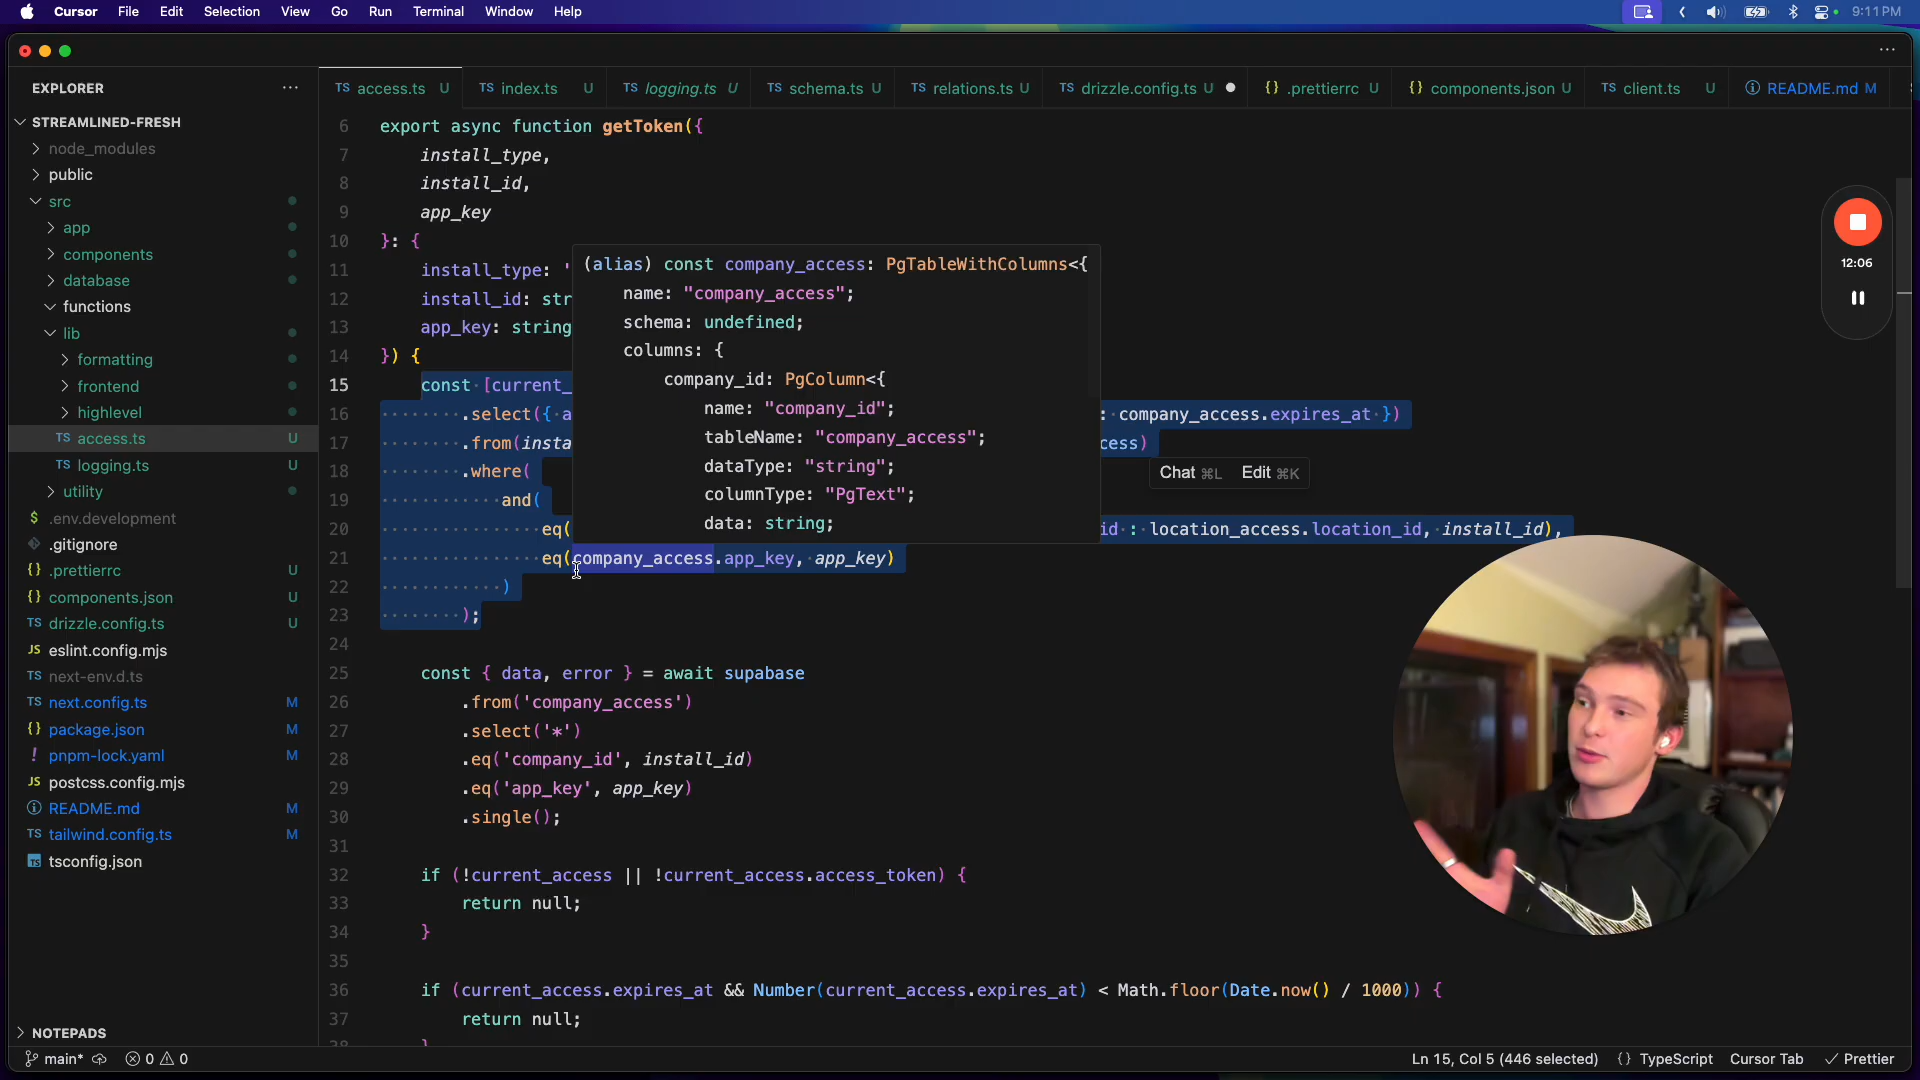 Cursor File Edit Selection View Go Run Terminal Window Help 9:11 PM
EXPLORER
STREAMLINED-FRESH
node_modules
public
src
app
components
database
functions
lib
formatting
frontend
highlevel
TS access.ts U
TS logging.ts U
utility
$ .env.development
.gitignore
{} .prettierrc U
{} components.json U
TS drizzle.config.ts U
JS eslint.config.mjs
TS next-env.d.ts
TS next.config.ts M
{} package.json M
! pnpm-lock.yaml M
JS postcss.config.mjs
README.md M
TS tailwind.config.ts M
tsconfig.json
NOTEPADS
TS access.ts U TS index.ts U TS logging.ts U TS schema.ts U TS relations.ts U TS drizzle.config.ts U {} .prettierrc U {} components.json U TS client.ts U README.md M
6 export async function getToken({
7 install_type,
8 install_id,
9 app_key
10 }: {
11 install_type: '
12 install_id: str
13 app_key: string
14 }) {
15 const [current_
16 .select({ a : company_access.expires_at })
17 .from(insta cess)
18 .where(
19 and(
20 eq( id : location_access.location_id, install_id),
21 eq(company_access.app_key, app_key)
22 )
23 );
24
25 const { data, error } = await supabase
26 .from('company_access')
27 .select('*')
28 .eq('company_id', install_id)
29 .eq('app_key', app_key)
30 .single();
31
32 if (!current_access || !current_access.access_token) {
33 return null;
34 }
35
36 if (current_access.expires_at && Number(current_access.expires_at) < Math.floor(Date.now() / 1000)) {
37 return null;
38 }
(alias) const company_access: PgTableWithColumns<{
name: "company_access";
schema: undefined;
columns: {
company_id: PgColumn<{
name: "company_id";
tableName: "company_access";
dataType: "string";
columnType: "PgText";
data: string;
Chat ⌘L Edit ⌘K
12:06
main* 0 0 Ln 15, Col 5 (446 selected) {} TypeScript Cursor Tab Prettier